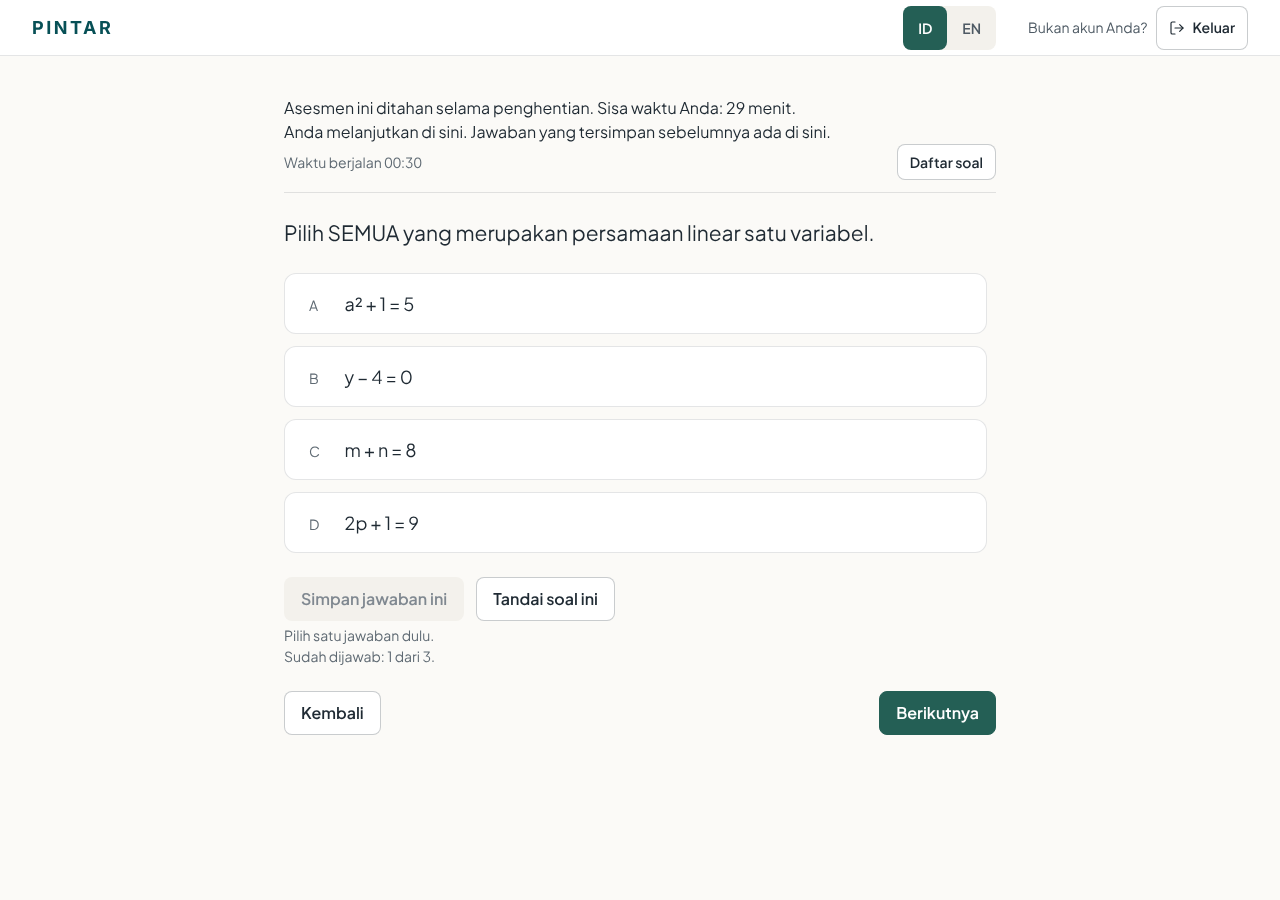 PINTAR
ID
EN
Bukan akun Anda?
Keluar
Asesmen ini ditahan selama penghentian. Sisa waktu Anda: 29 menit.
Anda melanjutkan di sini. Jawaban yang tersimpan sebelumnya ada di sini.
Waktu berjalan 00:30
Daftar soal
Pilih SEMUA yang merupakan persamaan linear satu variabel.
A a² + 1 = 5
B y − 4 = 0
C m + n = 8
D 2p + 1 = 9
Simpan jawaban ini
Tandai soal ini
Pilih satu jawaban dulu.
Sudah dijawab: 1 dari 3.
Kembali
Berikutnya